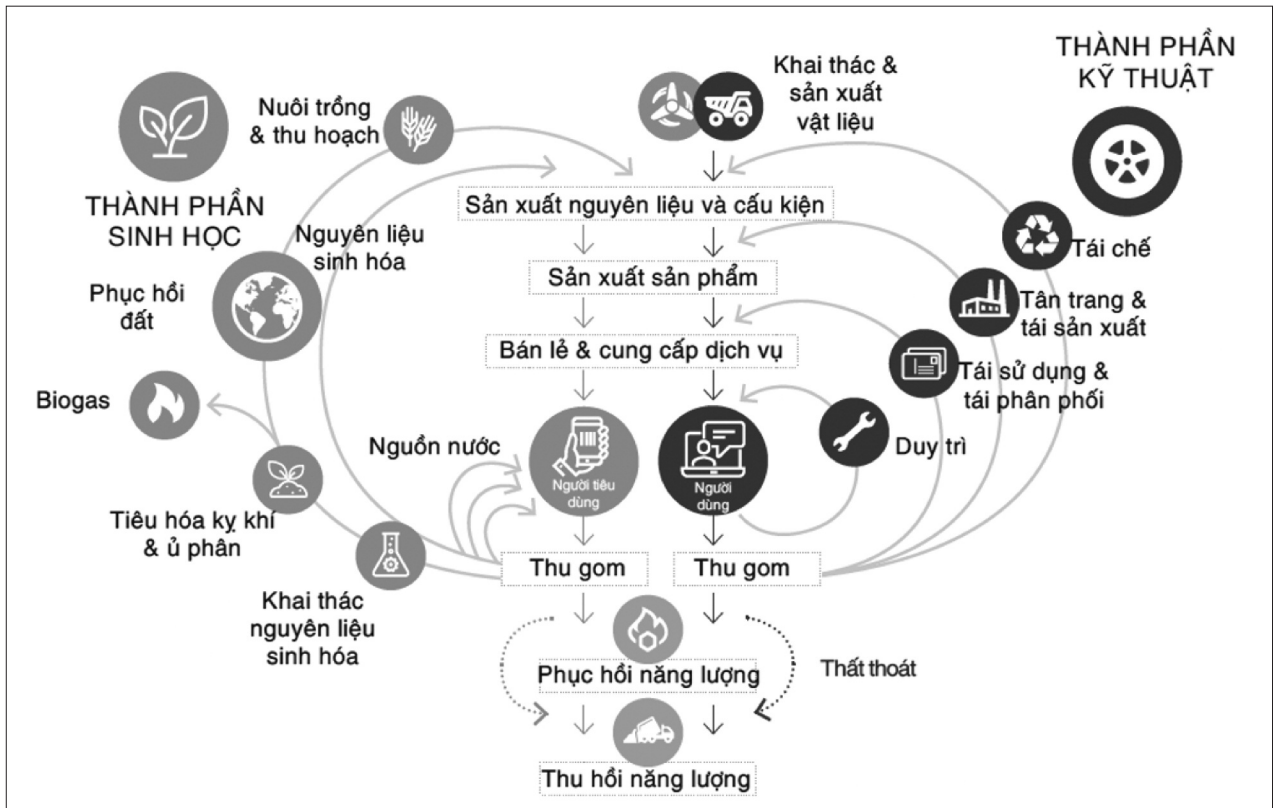 THÀNH PHẦN
KỸ THUẬT
Khai thác &
sản xuất
vật liệu
Nuôi trồng
& thu hoạch
THÀNH PHẦN
SINH HỌC
Sản xuất nguyên liệu và cấu kiện
Nguyên liệu
sinh hóa
Tái chế
Phục hồi
đất
Sản xuất sản phẩm
Tân trang &
tái sản xuất
Bán lẻ & cung cấp dịch vụ
Tái sử dụng &
tái phân phối
Biogas
Nguồn nước
Người tiêu
dùng
Người
dùng
Duy trì
Tiêu hóa kỵ khí
& ủ phân
Thu gom
Thu gom
Khai thác
nguyên liệu
sinh hóa
Phục hồi năng lượng
Thất thoát
Thu hồi năng lượng